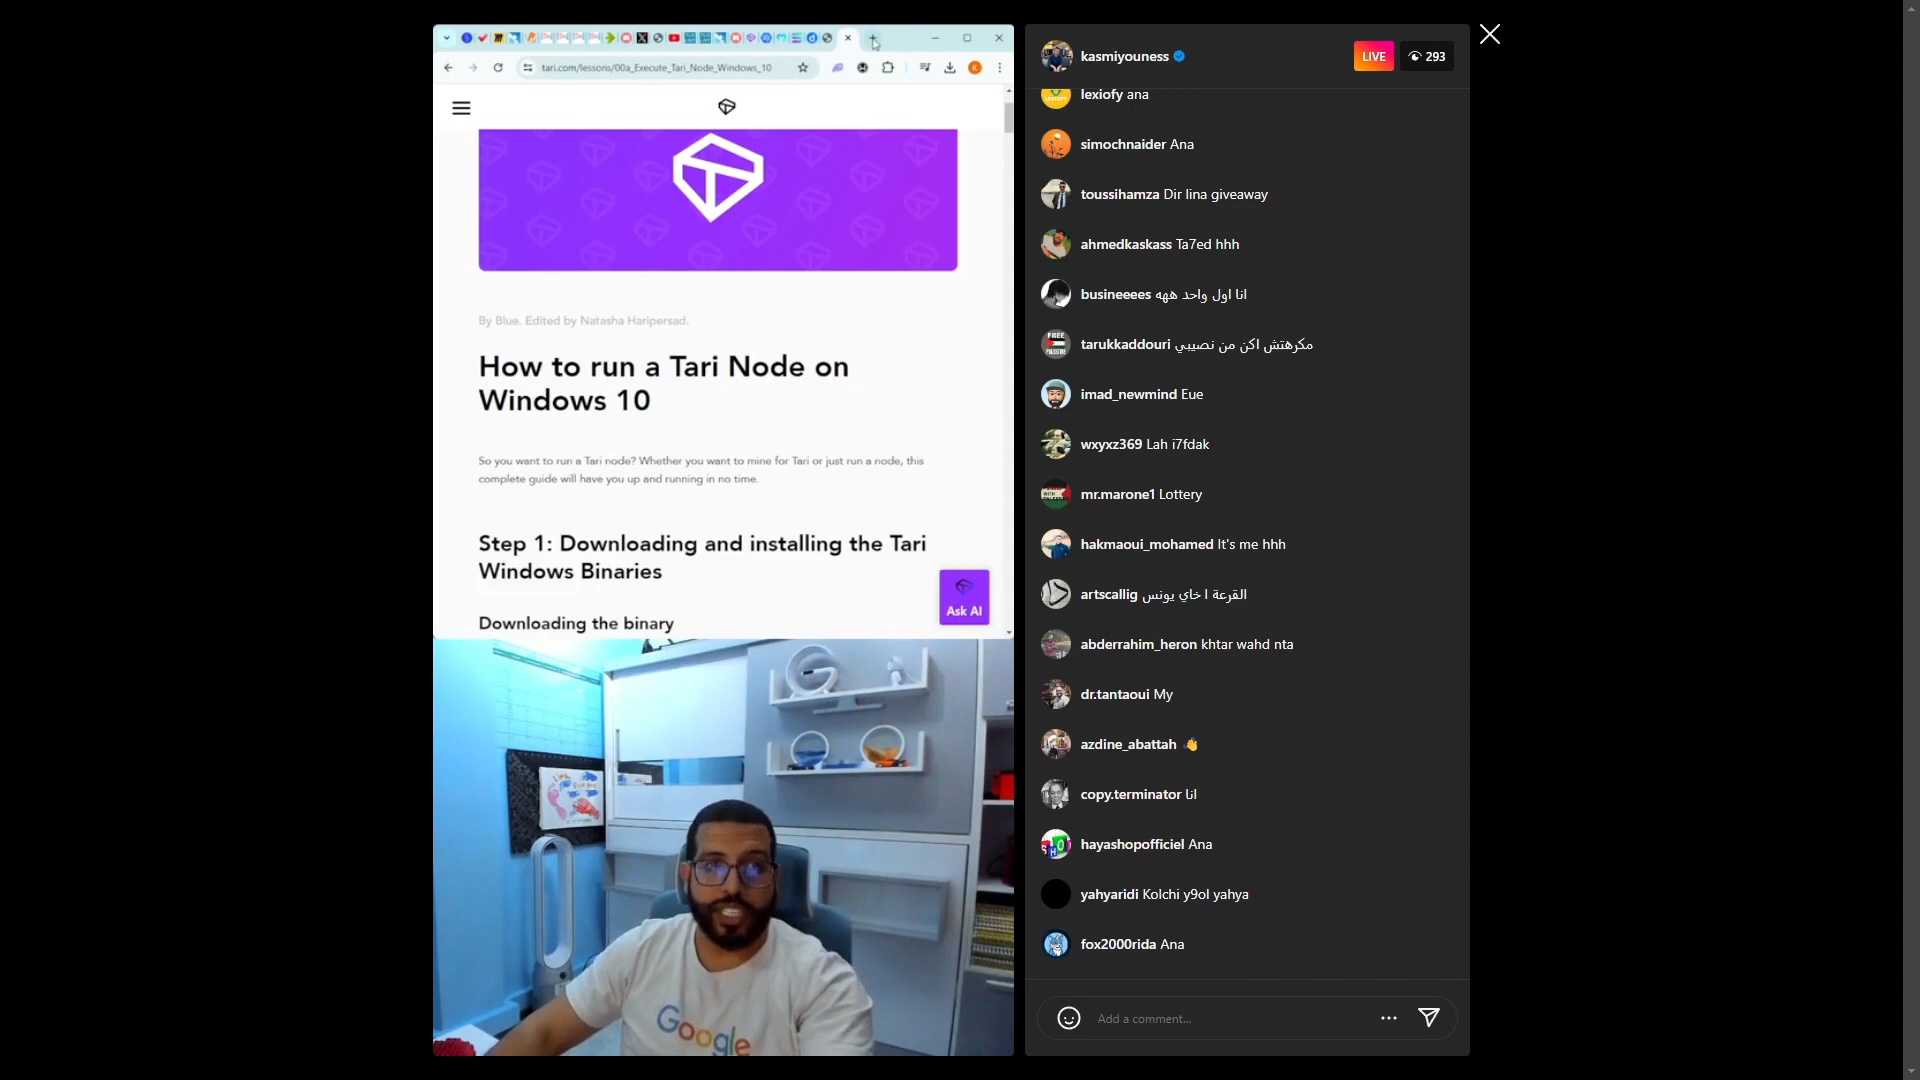 tari.com/lessons/00a_Execute_Tari_Node_Windows_10
By Blue. Edited by Natasha Haripersad.
How to run a Tari Node on
Windows 10
So you want to run a Tari node? Whether you want to mine for Tari or just run a node, this
complete guide will have you up and running in no time.
Step 1: Downloading and installing the Tari
Windows Binaries
Ask AI
Downloading the binary
Google
kasmiyouness
LIVE
293
lexiofy ana
simochnaider Ana
toussihamza Dir lina giveaway
ahmedkaskass Ta7ed hhh
busineeees انا اول واحد ههه
tarukkaddouri مكرهتش اكن من نصيبي
imad_newmind Eue
wxyxz369 Lah i7fdak
mr.marone1 Lottery
hakmaoui_mohamed It's me hhh
artscallig القرعة ا خاي يونس
abderrahim_heron khtar wahd nta
dr.tantaoui My
azdine_abattah 👏
copy.terminator انا
hayashopofficiel Ana
yahyaridi Kolchi y9ol yahya
fox2000rida Ana
Add a comment...